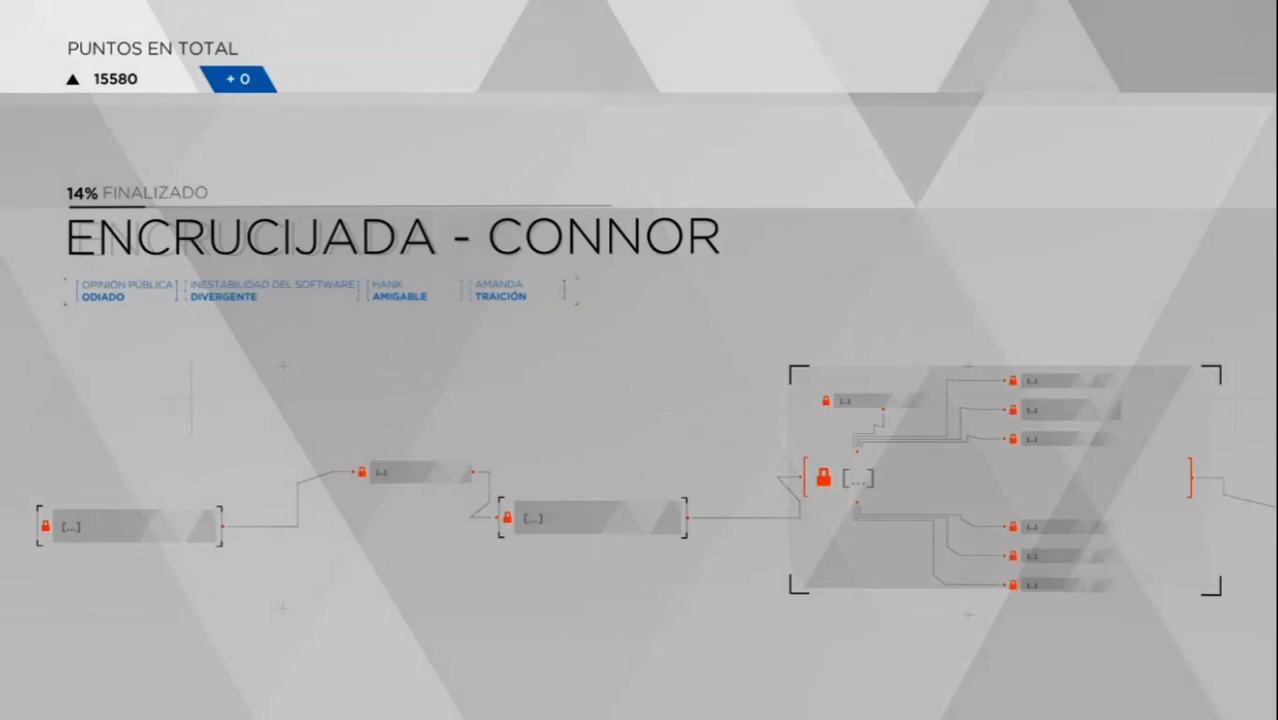 PUNTOS EN TOTAL
▲ 15580 + 0
14% FINALIZADO
ENCRUCIJADA - CONNOR
OPINIÓN PÚBLICA INESTABILIDAD DEL SOFTWARE HANK AMANDA
ODIADO DIVERGENTE AMIGABLE TRAICIÓN
[...]
[...]
[...]
[...]
[...]
[...]
[...]
[...]
[...]
[...]
[...]